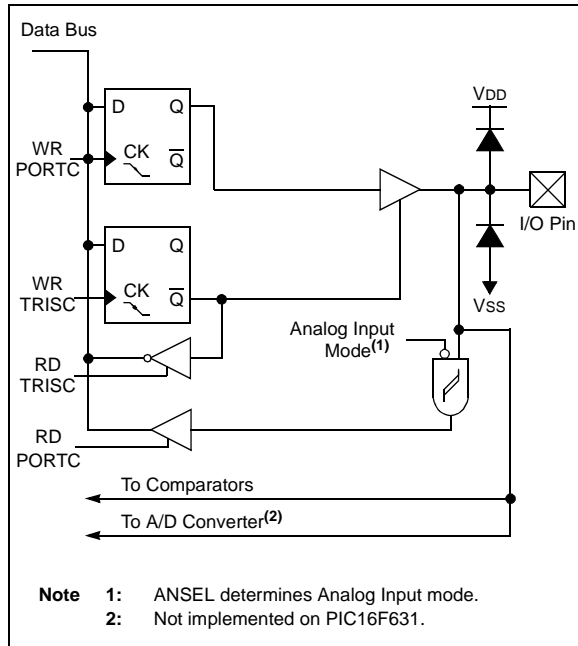 Data Bus
D Q
WR
PORTC
CK Q
VDD
I/O Pin
D Q
WR
TRISC
CK Q
VSS
Analog Input
Mode(1)
RD
TRISC
RD
PORTC
To Comparators
To A/D Converter(2)
Note 1: ANSEL determines Analog Input mode.
2: Not implemented on PIC16F631.